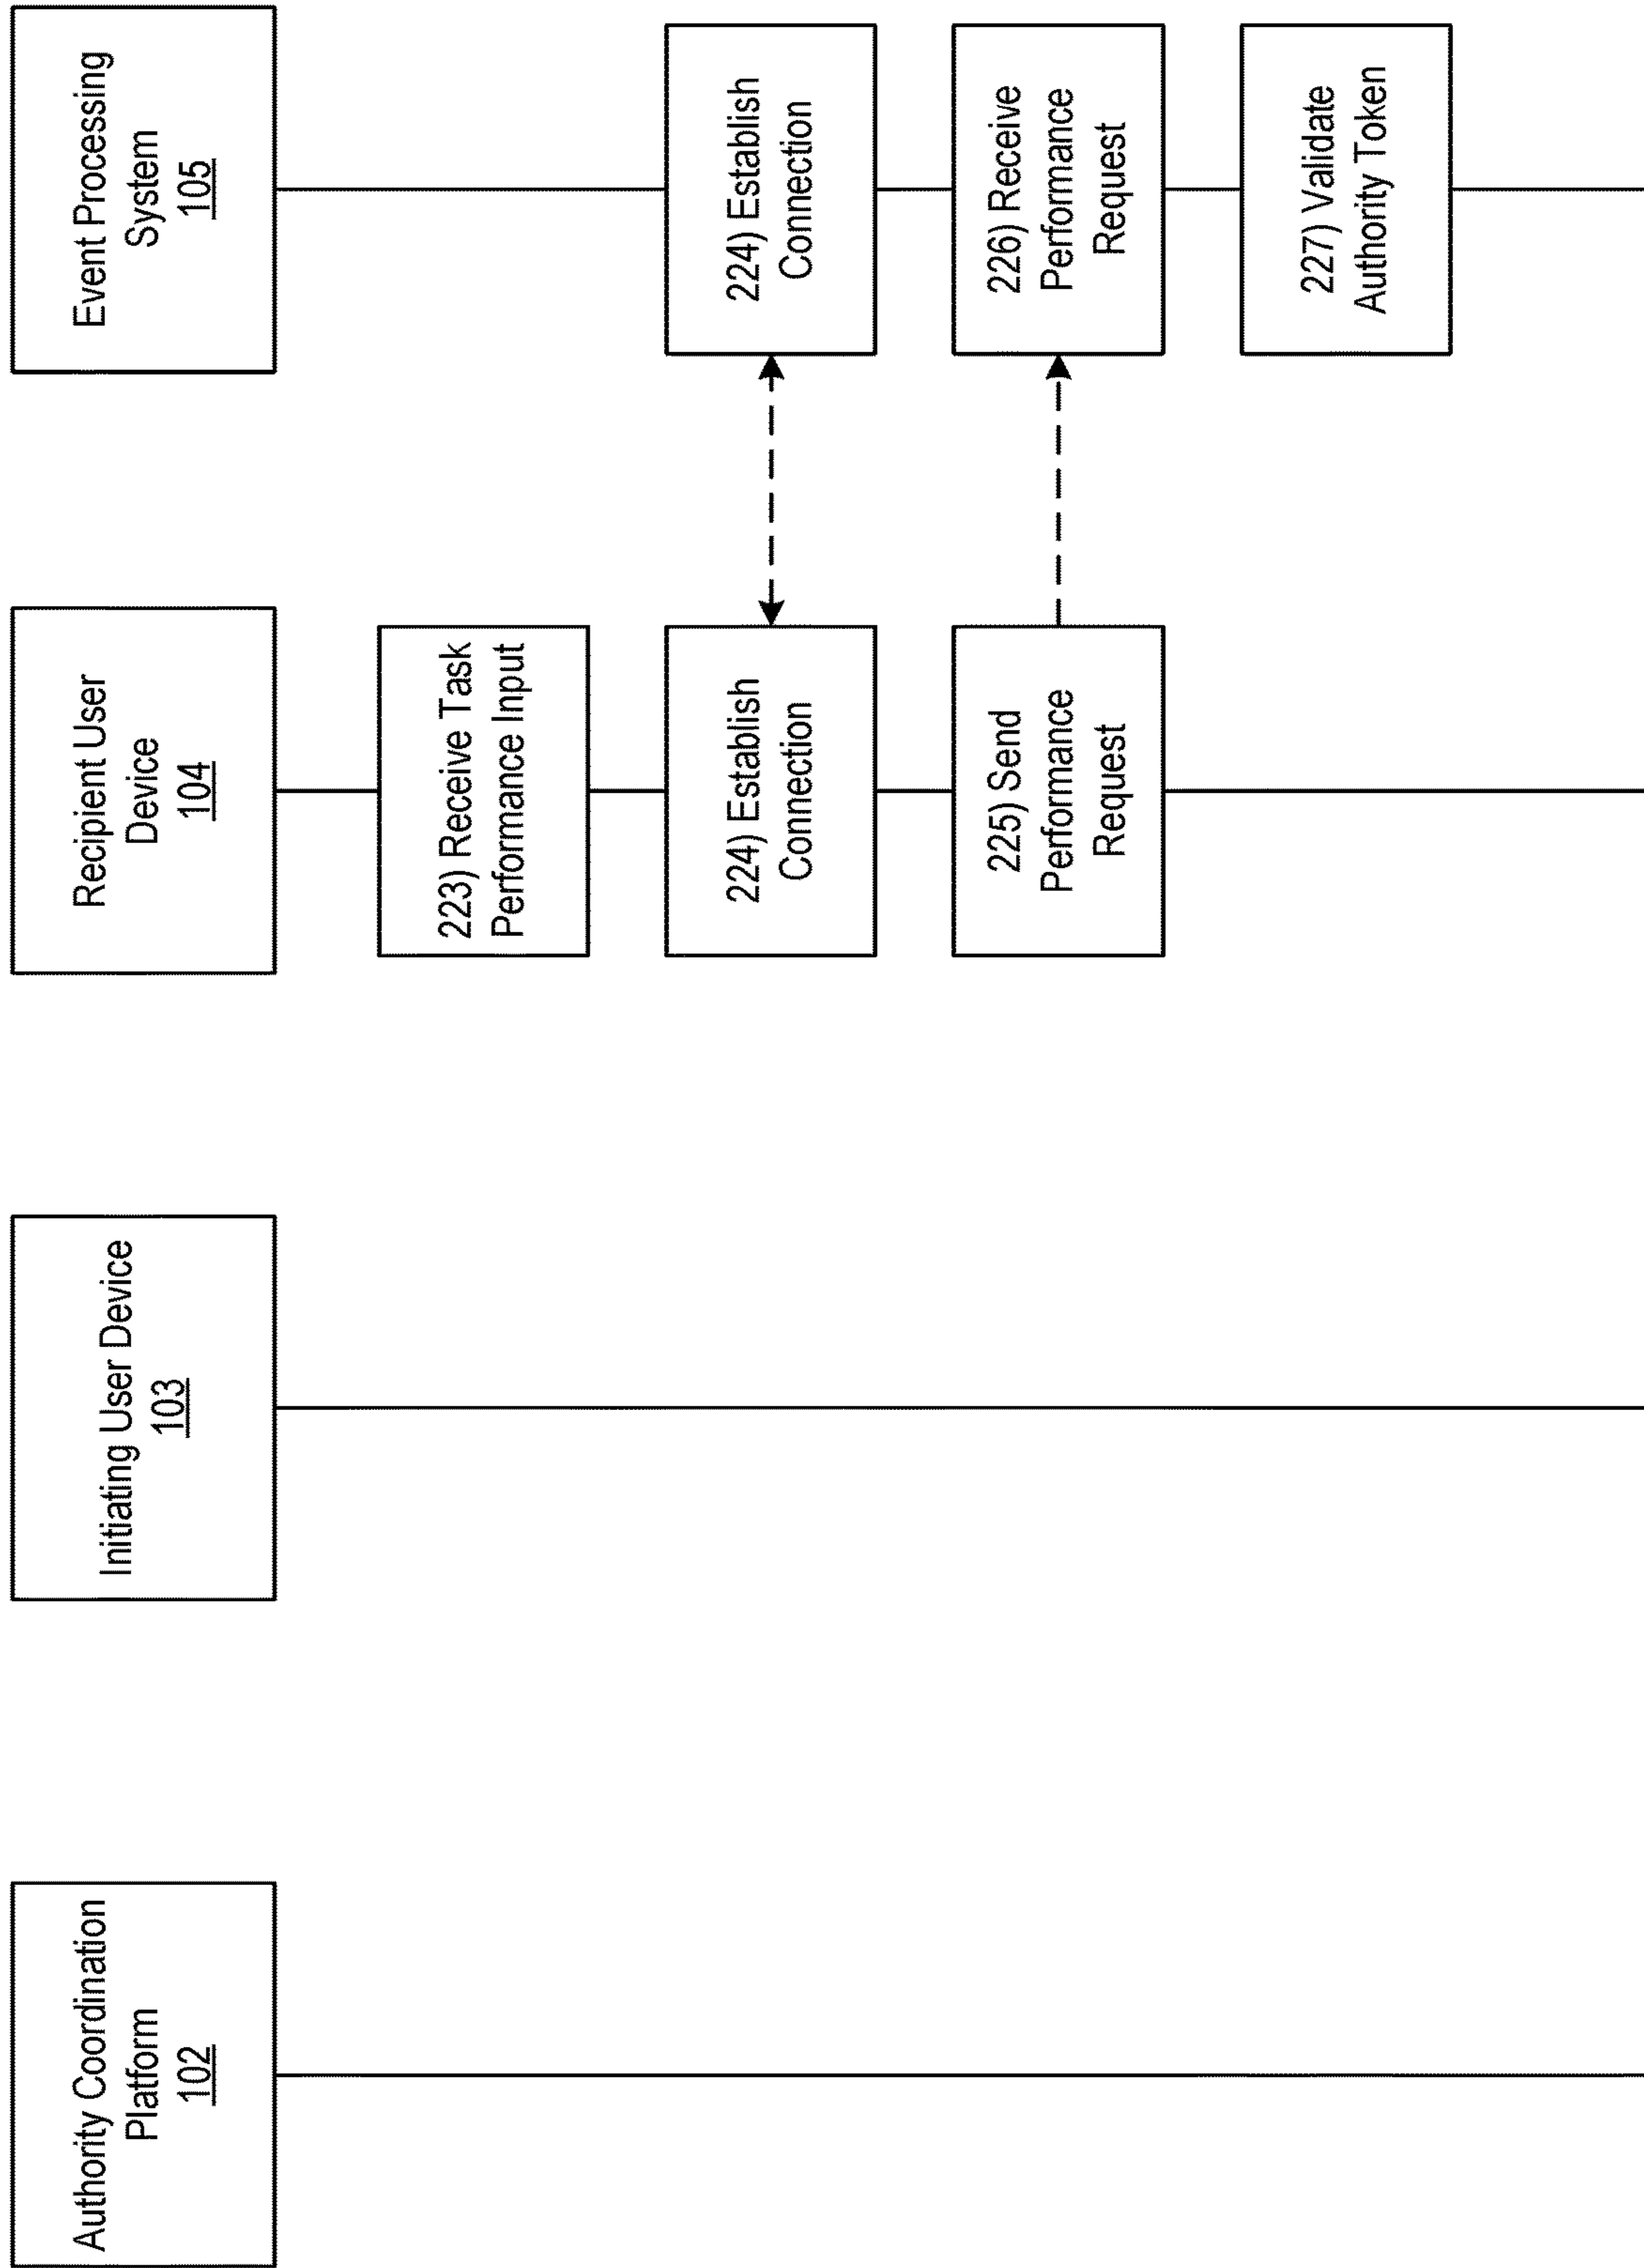 Authority Coordination
Platform
102
Initiating User Device
103
Recipient User
Device
104
Event Processing
System
105
223) Receive Task
Performance Input
224) Establish
Connection
224) Establish
Connection
225) Send
Performance
Request
226) Receive
Performance
Request
227) Validate
Authority Token